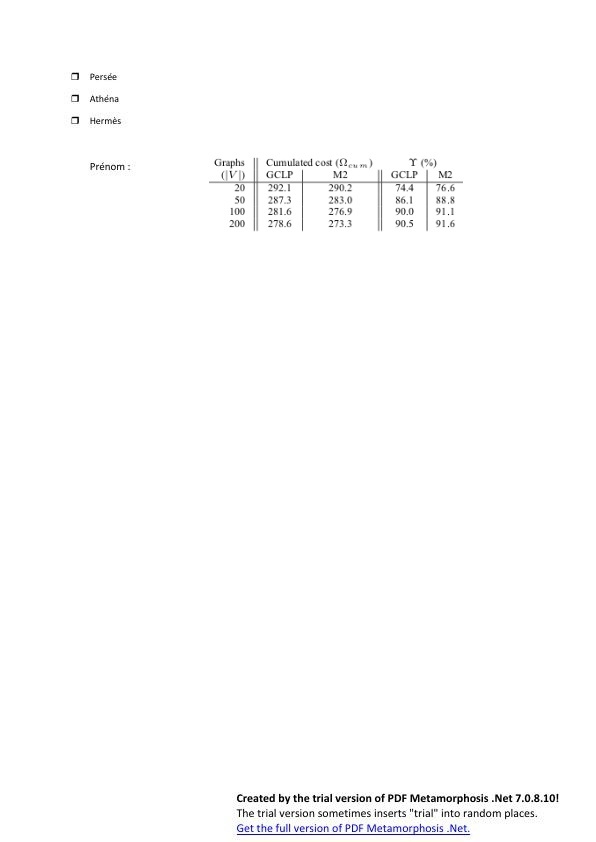 ❒ Persée
❒ Athéna
❒ Hermès
Prénom :
Graphs Cumulated cost (Ω_cum) ϒ (%)
(|V|) GCLP M2 GCLP M2
20 292.1 290.2 74.4 76.6
50 287.3 283.0 86.1 88.8
100 281.6 276.9 90.0 91.1
200 278.6 273.3 90.5 91.6
Created by the trial version of PDF Metamorphosis .Net 7.0.8.10!
The trial version sometimes inserts "trial" into random places.
Get the full version of PDF Metamorphosis .Net.